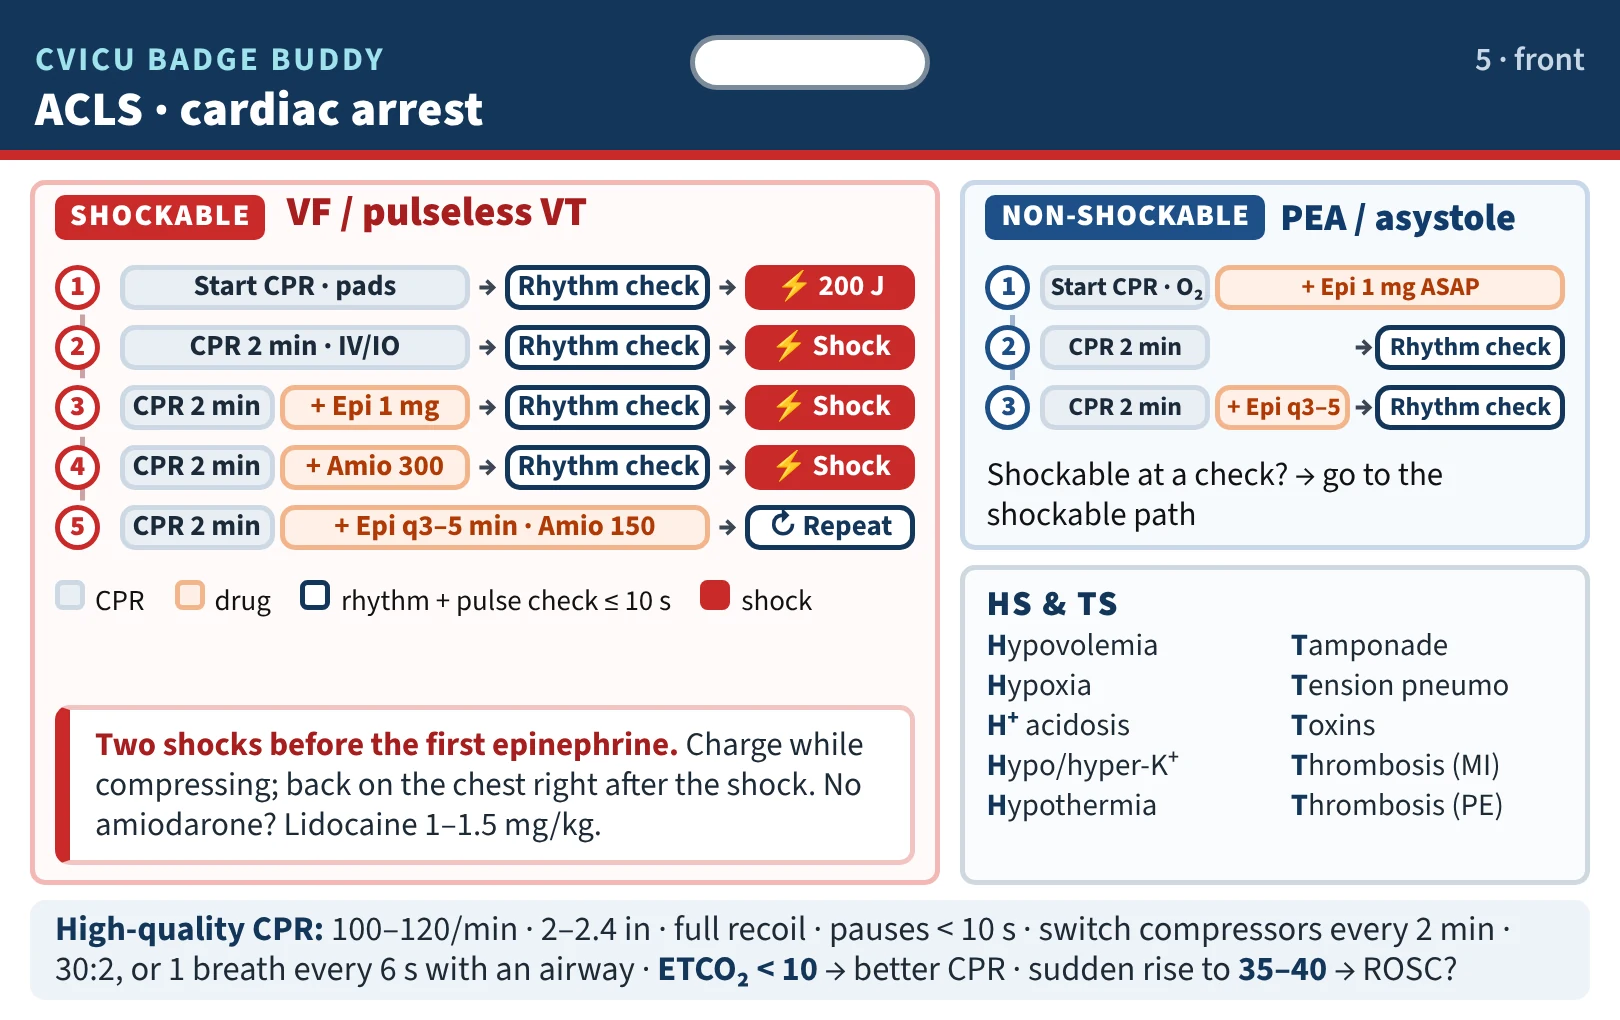 CVICU BADGE BUDDY
5 · front
ACLS · cardiac arrest
SHOCKABLE VF / pulseless VT
1 Start CPR · pads → Rhythm check → ⚡ 200 J
2 CPR 2 min · IV/IO → Rhythm check → ⚡ Shock
3 CPR 2 min + Epi 1 mg → Rhythm check → ⚡ Shock
4 CPR 2 min + Amio 300 → Rhythm check → ⚡ Shock
5 CPR 2 min + Epi q3–5 min · Amio 150 → ↻ Repeat
CPR drug rhythm + pulse check ≤ 10 s shock
Two shocks before the first epinephrine. Charge while
compressing; back on the chest right after the shock. No
amiodarone? Lidocaine 1–1.5 mg/kg.
NON-SHOCKABLE PEA / asystole
1 Start CPR · O₂ + Epi 1 mg ASAP
2 CPR 2 min → Rhythm check
3 CPR 2 min + Epi q3–5 → Rhythm check
Shockable at a check? → go to the
shockable path
HS & TS
Hypovolemia Tamponade
Hypoxia Tension pneumo
H⁺ acidosis Toxins
Hypo/hyper-K⁺ Thrombosis (MI)
Hypothermia Thrombosis (PE)
High-quality CPR: 100–120/min · 2–2.4 in · full recoil · pauses < 10 s · switch compressors every 2 min ·
30:2, or 1 breath every 6 s with an airway · ETCO₂ < 10 → better CPR · sudden rise to 35–40 → ROSC?